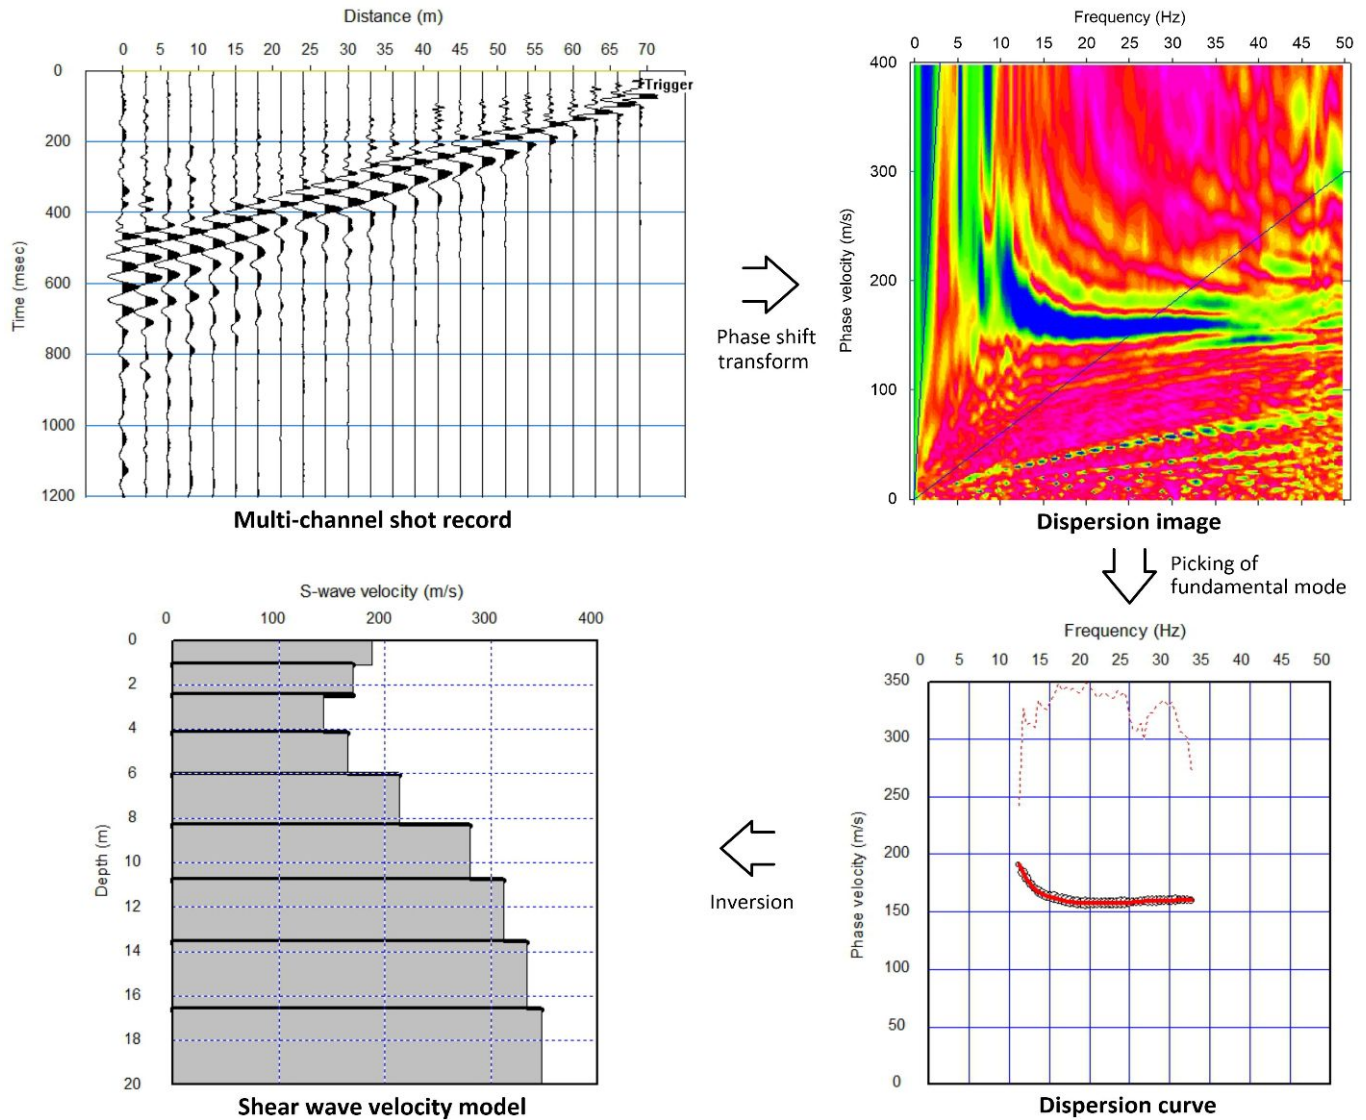 Distance (m)
0 5 10 15 20 25 30 35 40 45 50 55 60 65 70
Trigger
0
200
400
600
800
1000
1200
Time (msec)
Multi-channel shot record
Phase shift
transform
Frequency (Hz)
0 5 10 15 20 25 30 35 40 45 50
400
300
200
100
0
Phase velocity (m/s)
Dispersion image
Picking of
fundamental mode
Frequency (Hz)
0 5 12 15 20 25 30 35 40 45 50
350
300
250
200
150
100
50
0
Phase velocity (m/s)
Dispersion curve
Inversion
S-wave velocity (m/s)
0 100 200 300 400
0
2
4
6
8
10
12
14
16
18
20
Depth (m)
Shear wave velocity model